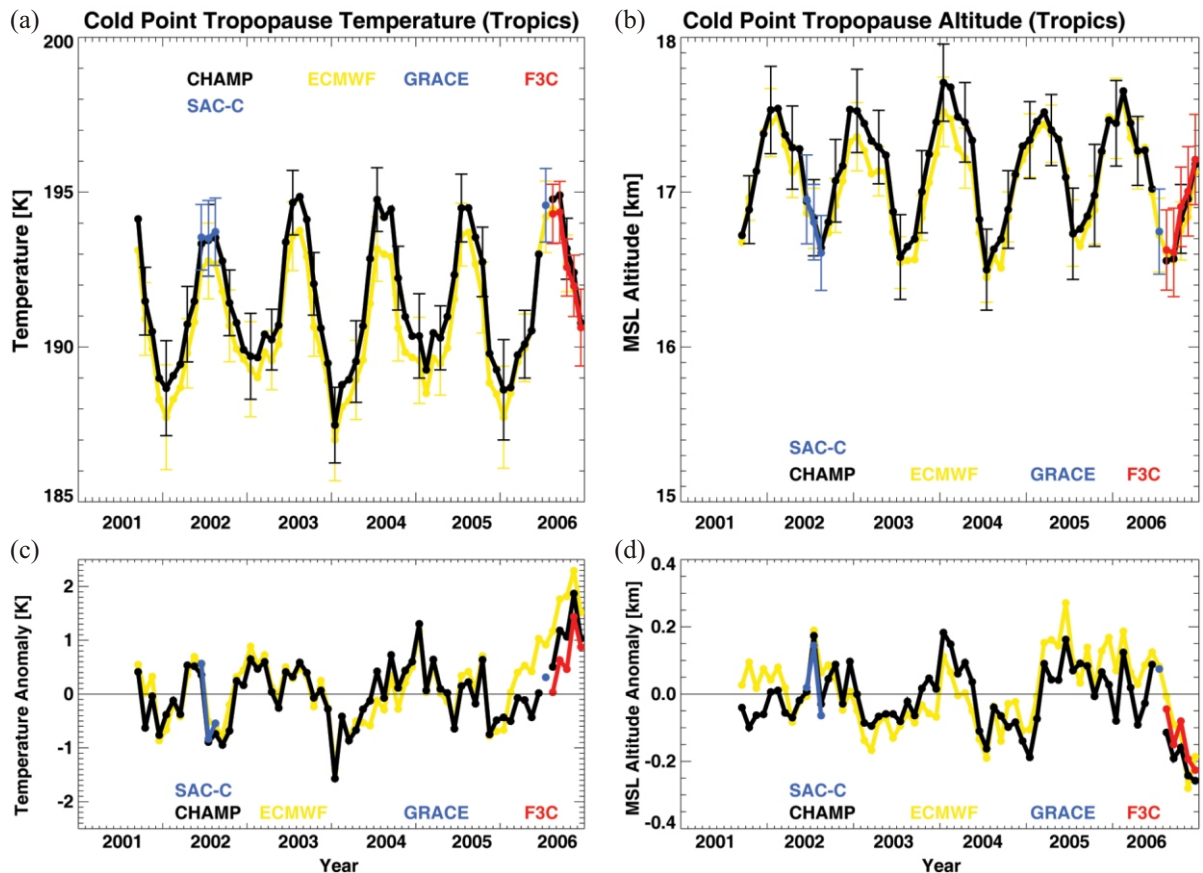 (a) Cold Point Tropopause Temperature (Tropics)
200
CHAMP ECMWF GRACE F3C
SAC-C
195
190
185
Temperature [K]
2001 2002 2003 2004 2005 2006
(b) Cold Point Tropopause Altitude (Tropics)
18
17
16
15
MSL Altitude [km]
SAC-C
CHAMP ECMWF GRACE F3C
2001 2002 2003 2004 2005 2006
(c)
2
1
0
-1
-2
Temperature Anomaly [K]
SAC-C
CHAMP ECMWF GRACE F3C
2001 2002 2003 2004 2005 2006
Year
(d)
0.4
0.2
0.0
-0.2
-0.4
MSL Altitude Anomaly [km]
SAC-C
CHAMP ECMWF GRACE F3C
2001 2002 2003 2004 2005 2006
Year